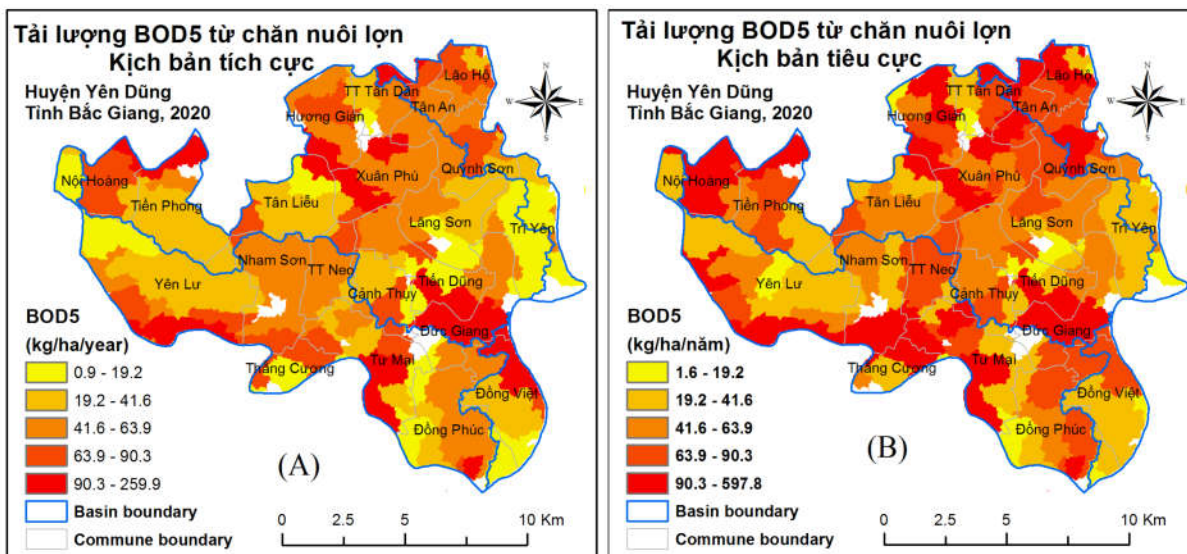 Tải lượng BOD5 từ chăn nuôi lợn
Kịch bản tích cực
Huyện Yên Dũng
Tỉnh Bắc Giang, 2020
N
W
E
S
Lão Hộ
TT Tân Dân
Tân An
Hương Gián
Quỳnh Sơn
Xuân Phú
Nội Hoàng
Tiền Phong
Tân Liễu
Lãng Sơn
Trí Yên
Nham Sơn
TT Neo
Yên Lư
Tiến Dũng
Cảnh Thụy
Đức Giang
Tư Mại
Thắng Cương
Đồng Việt
Đồng Phúc
BOD5
(kg/ha/year)
0.9 - 19.2
19.2 - 41.6
41.6 - 63.9
63.9 - 90.3
90.3 - 259.9
Basin boundary
Commune boundary
(A)
0 2.5 5 10 Km
Tải lượng BOD5 từ chăn nuôi lợn
Kịch bản tiêu cực
Huyện Yên Dũng
Tỉnh Bắc Giang, 2020
N
W
E
S
Lão Hộ
TT Tân Dân
Tân An
Hương Gián
Quỳnh Sơn
Xuân Phú
Nội Hoàng
Tiền Phong
Tân Liễu
Lãng Sơn
Trí Yên
Nham Sơn
TT Neo
Yên Lư
Tiến Dũng
Cảnh Thụy
Đức Giang
Tư Mại
Thắng Cương
Đồng Việt
Đồng Phúc
BOD5
(kg/ha/năm)
1.6 - 19.2
19.2 - 41.6
41.6 - 63.9
63.9 - 90.3
90.3 - 597.8
Basin boundary
Commune boundary
(B)
0 2.5 5 10 Km